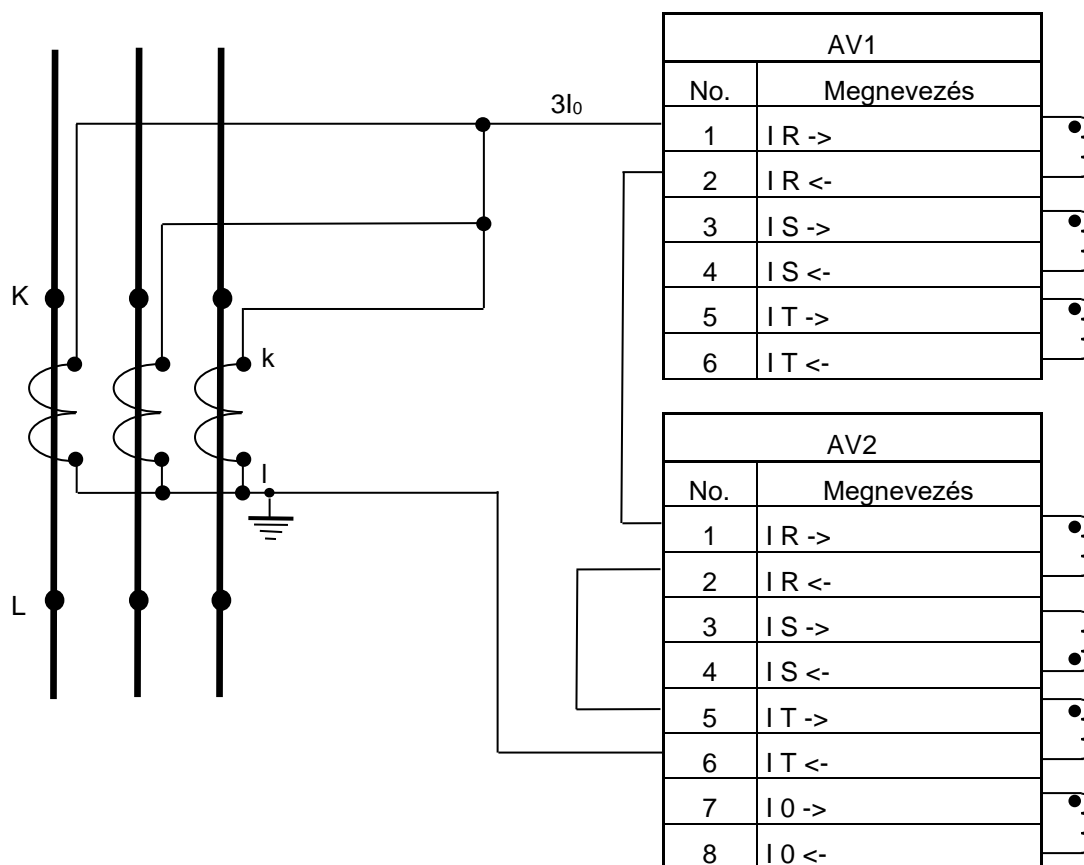 AV1
No. Megnevezés
3I₀
1 I R ->
2 I R <-
3 I S ->
4 I S <-
5 I T ->
6 I T <-
K
k
l
L
AV2
No. Megnevezés
1 I R ->
2 I R <-
3 I S ->
4 I S <-
5 I T ->
6 I T <-
7 I 0 ->
8 I 0 <-